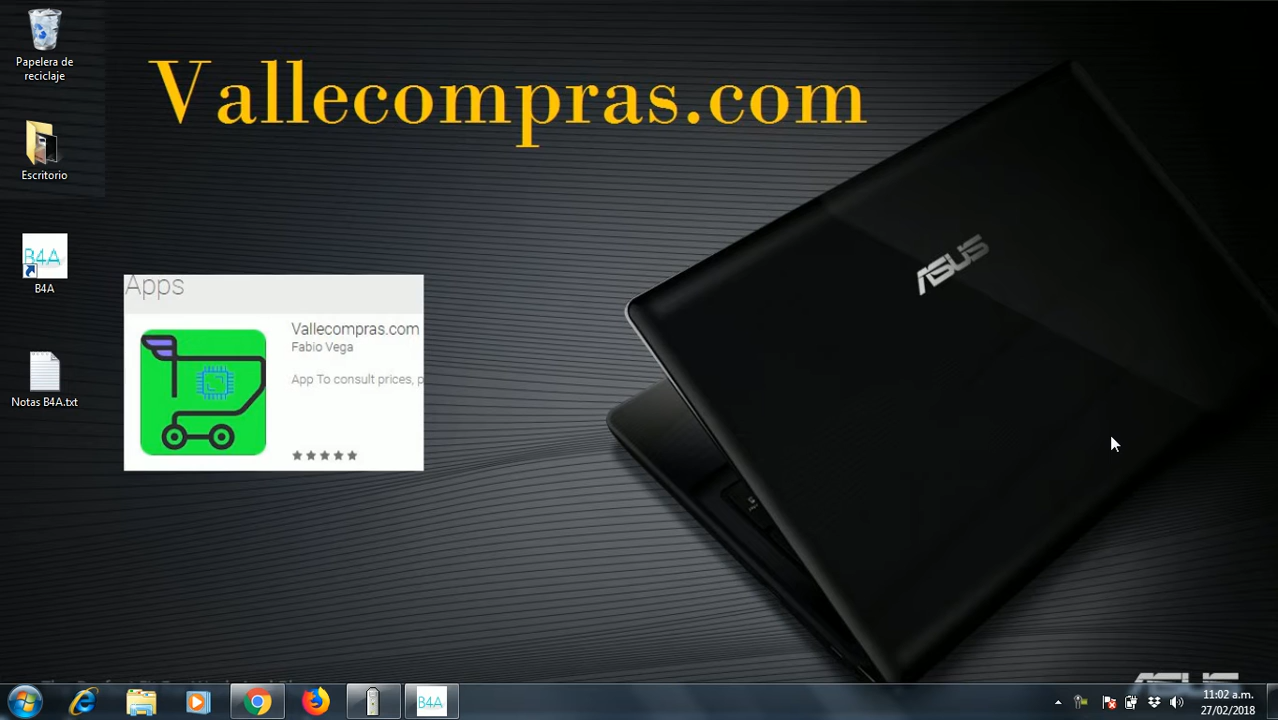 Papelera de
reciclaje
Escritorio
B4A
B4A
Notas B4A.txt
Vallecompras.com
Apps
Vallecompras.com
Fabio Vega
App To consult prices, p
ASUS
ASUS
B4A
11:02 a.m.
27/02/2018